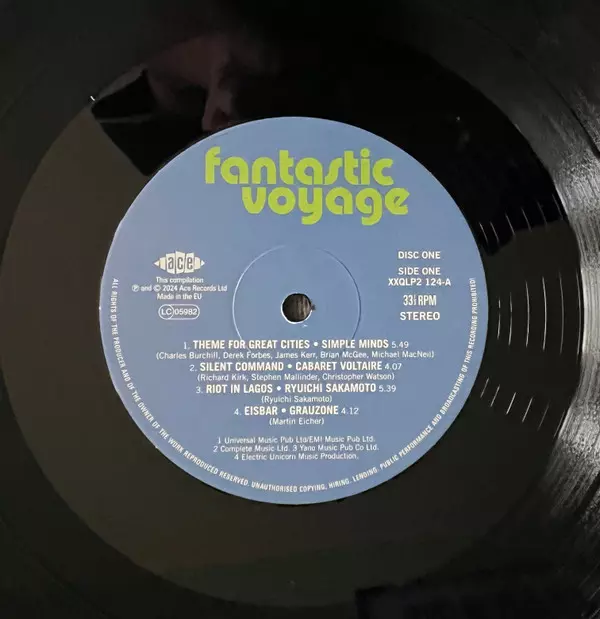 fantastic
voyage
ace
This compilation
℗ and © 2024 Ace Records Ltd
Made in the EU
LC 05982
DISC ONE
SIDE ONE
XXQLP2 124-A
33⅓ RPM
STEREO
1. THEME FOR GREAT CITIES • SIMPLE MINDS 5.49
(Charles Burchill, Derek Forbes, James Kerr, Brian McGee, Michael MacNeil)
2. SILENT COMMAND • CABARET VOLTAIRE 4.07
(Richard Kirk, Stephen Mallinder, Christopher Watson)
3. RIOT IN LAGOS • RYUICHI SAKAMOTO 5.39
(Ryuichi Sakamoto)
4. EISBAR • GRAUZONE 4.12
(Martin Eicher)
1 Universal Music Pub Ltd/EMI Music Pub Ltd.
2 Complete Music Ltd. 3 Yano Music Pub Co Ltd.
4 Electric Unicorn Music Production.
ALL RIGHTS OF THE PRODUCER AND OF THE OWNER OF THE WORK REPRODUCED RESERVED. UNAUTHORISED COPYING, HIRING, LENDING, PUBLIC PERFORMANCE AND BROADCASTING OF THIS RECORDING PROHIBITED!